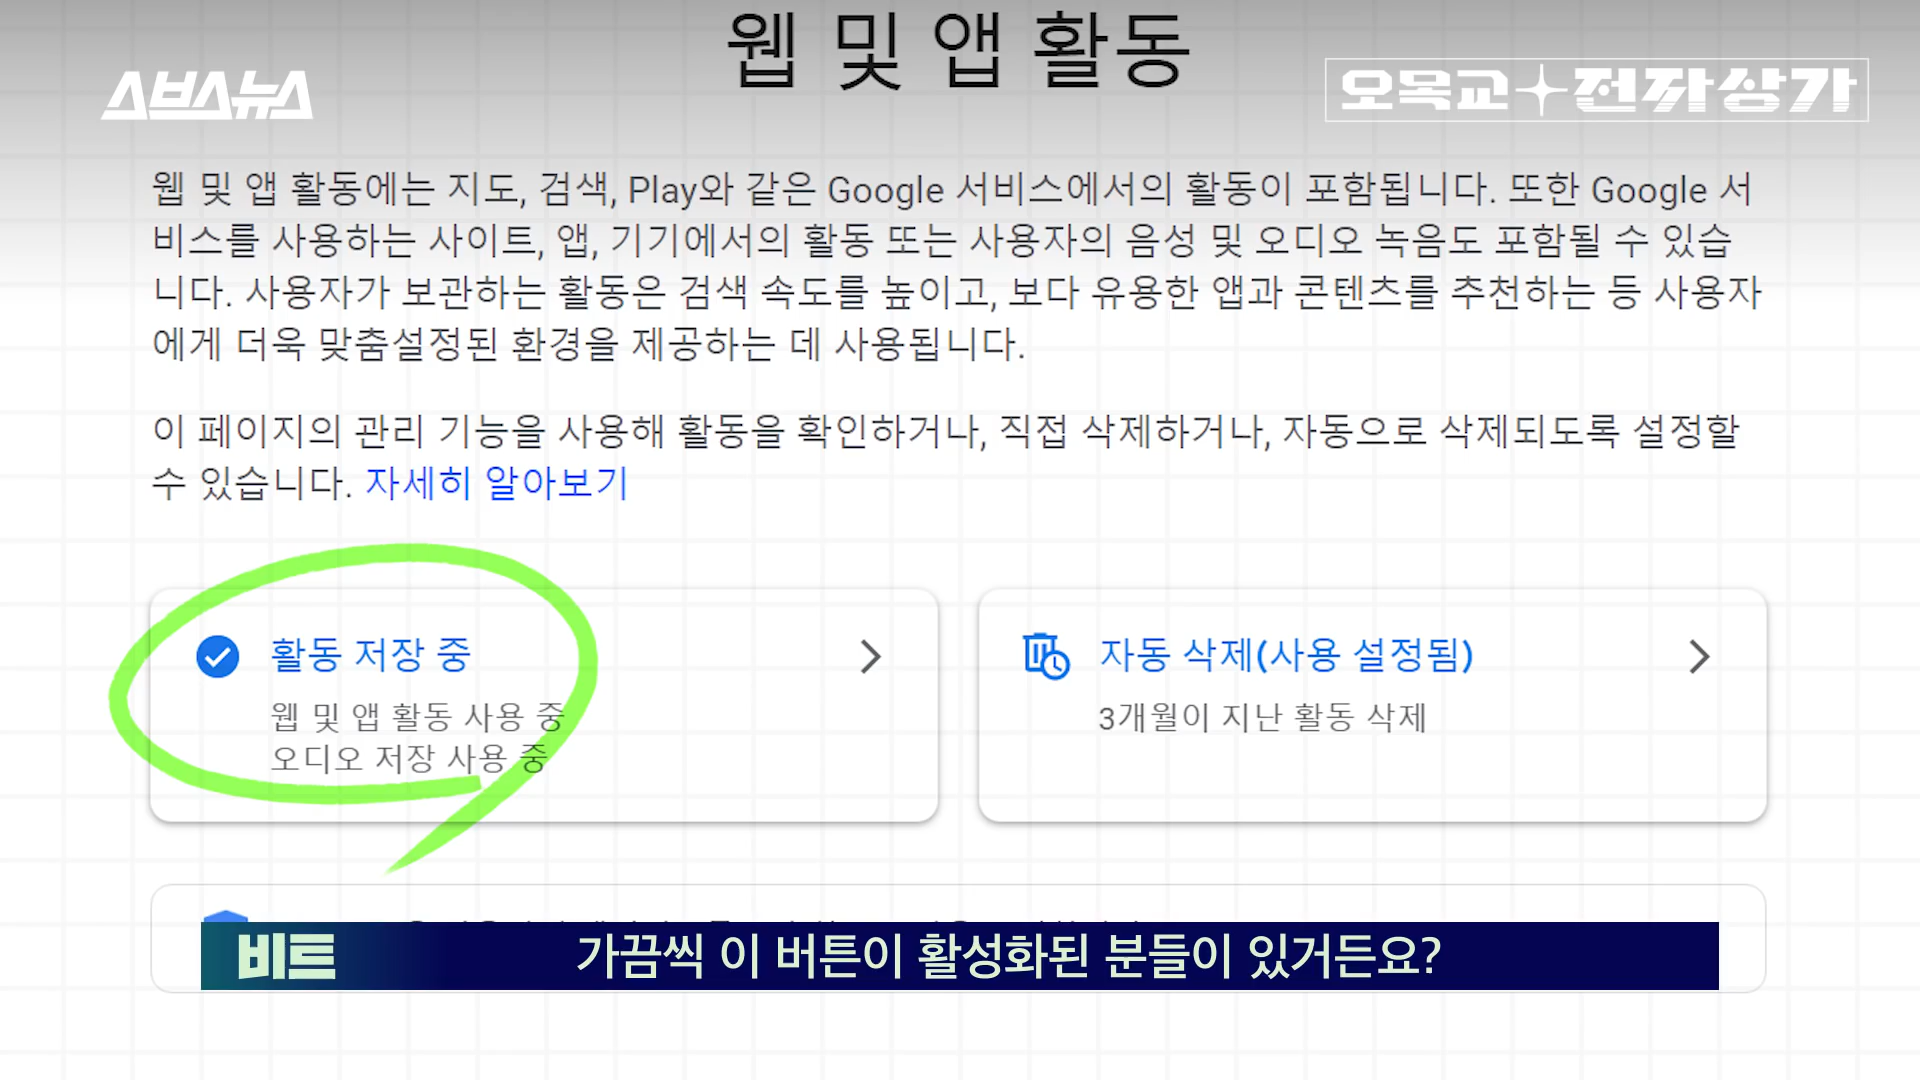 웹 및 앱 활동
스브스뉴스
오목교 전자상가
웹 및 앱 활동에는 지도, 검색, Play와 같은 Google 서비스에서의 활동이 포함됩니다. 또한 Google 서
비스를 사용하는 사이트, 앱, 기기에서의 활동 또는 사용자의 음성 및 오디오 녹음도 포함될 수 있습
니다. 사용자가 보관하는 활동은 검색 속도를 높이고, 보다 유용한 앱과 콘텐츠를 추천하는 등 사용자
에게 더욱 맞춤설정된 환경을 제공하는 데 사용됩니다.
이 페이지의 관리 기능을 사용해 활동을 확인하거나, 직접 삭제하거나, 자동으로 삭제되도록 설정할
수 있습니다. 자세히 알아보기
활동 저장 중
웹 및 앱 활동 사용 중
오디오 저장 사용 중
자동 삭제(사용 설정됨)
3개월이 지난 활동 삭제
비트
가끔씩 이 버튼이 활성화된 분들이 있거든요?